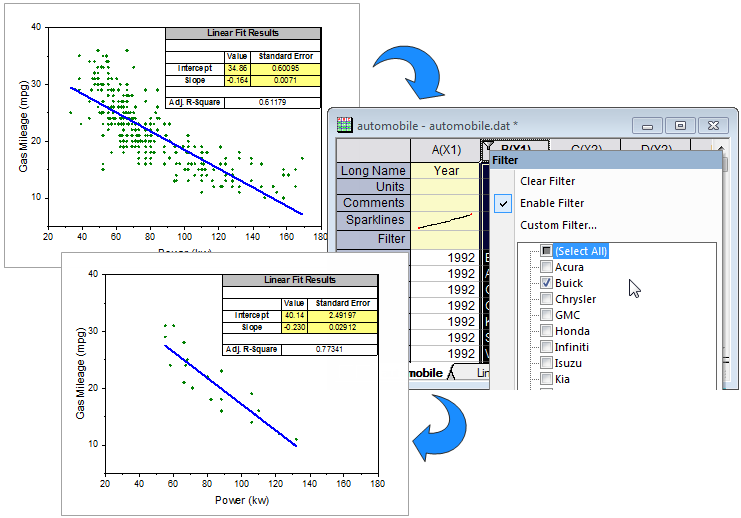 Linear Fit Results
Value Standard Error
Intercept 34.86 0.60095
Slope -0.164 0.0071
Adj. R-Square 0.61179
Gas Mileage (mpg)
40
30
20
10
20 40 60 80 100 120 140 160 180
Power (kw)
automobile - automobile.dat *
A(X1) B(Y1) C(Y2) D(Y2)
Long Name Year
Units
Comments
Sparklines
Filter
1992
1992
1992
1992
1992
1992
1992
Filter
Clear Filter
Enable Filter
Custom Filter...
(Select All)
Acura
Buick
Chrysler
GMC
Honda
Infiniti
Isuzu
Kia
mobile Lin
Linear Fit Results
Value Standard Error
Intercept 40.14 2.49197
Slope -0.230 0.02912
Adj. R-Square 0.77341
Gas Mileage (mpg)
40
30
20
10
20 40 60 80 100 120 140 160 180
Power (kw)